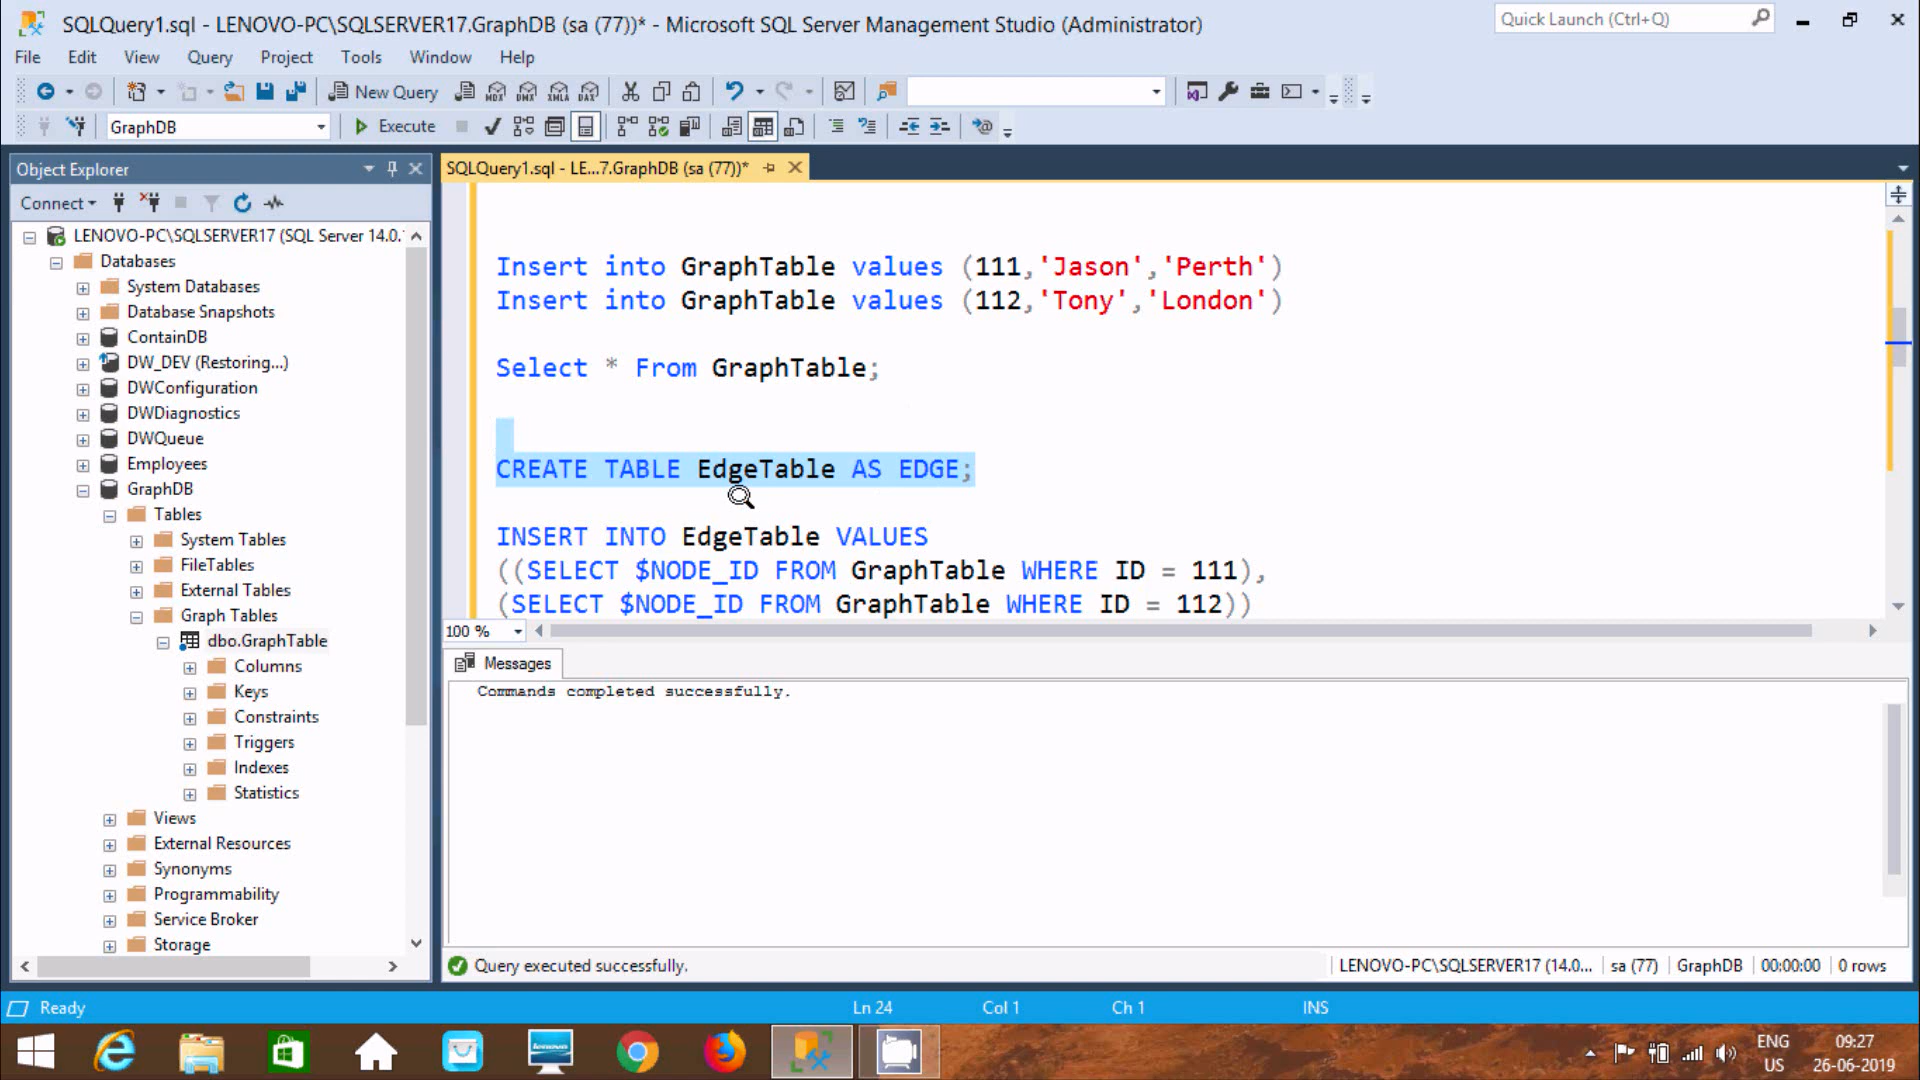 SQLQuery1.sql - LENOVO-PC\SQLSERVER17.GraphDB (sa (77))* - Microsoft SQL Server Management Studio (Administrator)
Quick Launch (Ctrl+Q)
File Edit View Query Project Tools Window Help
New Query
MDX DMX XMLA DAX
GraphDB
Execute
Object Explorer
SQLQuery1.sql - LE...7.GraphDB (sa (77))*
Connect
LENOVO-PC\SQLSERVER17 (SQL Server 14.0.
Databases
System Databases
Database Snapshots
ContainDB
DW_DEV (Restoring...)
DWConfiguration
DWDiagnostics
DWQueue
Employees
GraphDB
Tables
System Tables
FileTables
External Tables
Graph Tables
dbo.GraphTable
Columns
Keys
Constraints
Triggers
Indexes
Statistics
Views
External Resources
Synonyms
Programmability
Service Broker
Storage
Insert into GraphTable values (111,'Jason','Perth')
Insert into GraphTable values (112,'Tony','London')
Select * From GraphTable;
CREATE TABLE EdgeTable AS EDGE;
INSERT INTO EdgeTable VALUES
((SELECT $NODE_ID FROM GraphTable WHERE ID = 111),
(SELECT $NODE_ID FROM GraphTable WHERE ID = 112))
100 %
Messages
Commands completed successfully.
Query executed successfully.
LENOVO-PC\SQLSERVER17 (14.0... sa (77) GraphDB 00:00:00 0 rows
Ready
Ln 24
Col 1
Ch 1
INS
ENG
US
09:27
26-06-2019